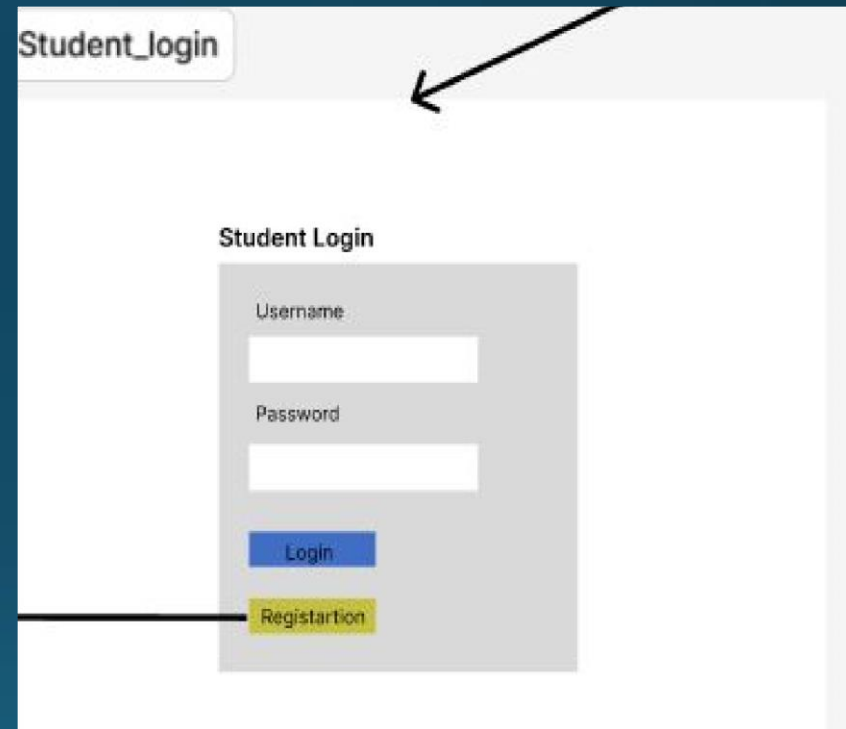 Student_login
Student Login
Username
Password
Login
Registartion